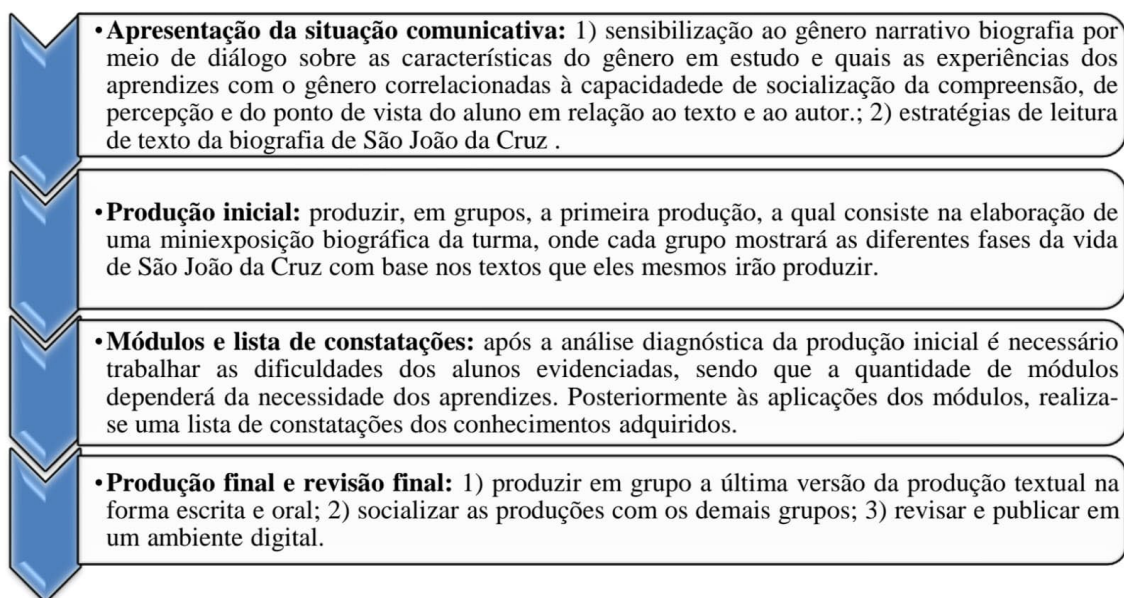 •Apresentação da situação comunicativa: 1) sensibilização ao gênero narrativo biografia por
meio de diálogo sobre as características do gênero em estudo e quais as experiências dos
aprendizes com o gênero correlacionadas à capacidadede de socialização da compreensão, de
percepção e do ponto de vista do aluno em relação ao texto e ao autor.; 2) estratégias de leitura
de texto da biografia de São João da Cruz .
•Produção inicial: produzir, em grupos, a primeira produção, a qual consiste na elaboração de
uma miniexposição biográfica da turma, onde cada grupo mostrará as diferentes fases da vida
de São João da Cruz com base nos textos que eles mesmos irão produzir.
•Módulos e lista de constatações: após a análise diagnóstica da produção inicial é necessário
trabalhar as dificuldades dos alunos evidenciadas, sendo que a quantidade de módulos
dependerá da necessidade dos aprendizes. Posteriormente às aplicações dos módulos, realiza-
se uma lista de constatações dos conhecimentos adquiridos.
•Produção final e revisão final: 1) produzir em grupo a última versão da produção textual na
forma escrita e oral; 2) socializar as produções com os demais grupos; 3) revisar e publicar em
um ambiente digital.